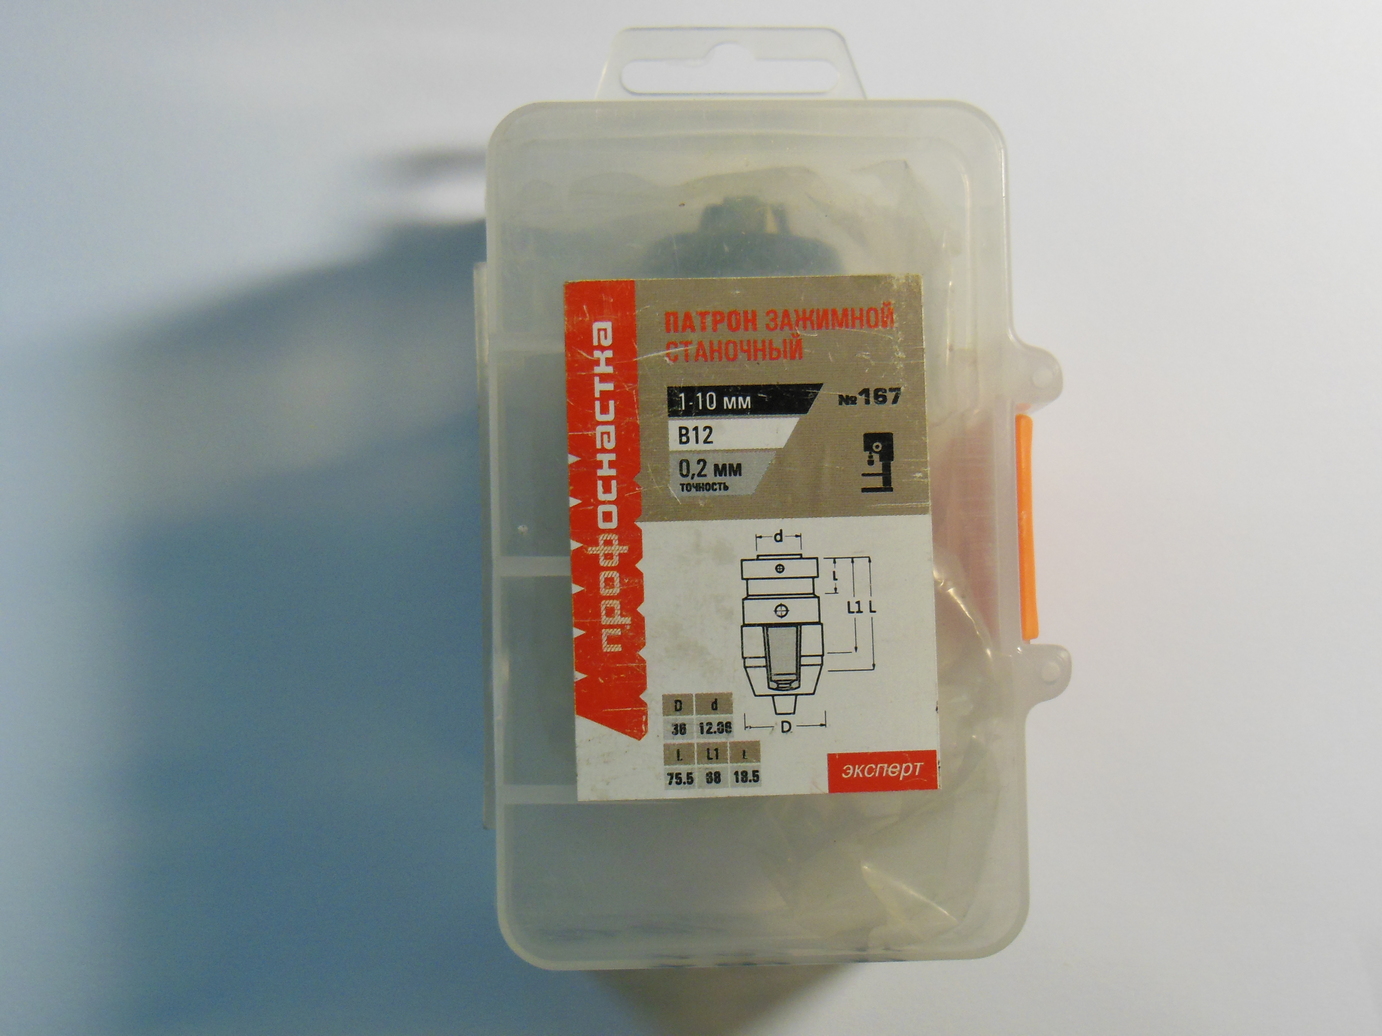 профоснастка
ПАТРОН ЗАЖИМНОЙ
СТАНОЧНЫЙ
1-10 мм
№167
B12
0,2 мм
точность
d
L
L1 L
D
D d
36 12.06
L L1 L
75.5 68 18.5
эксперт